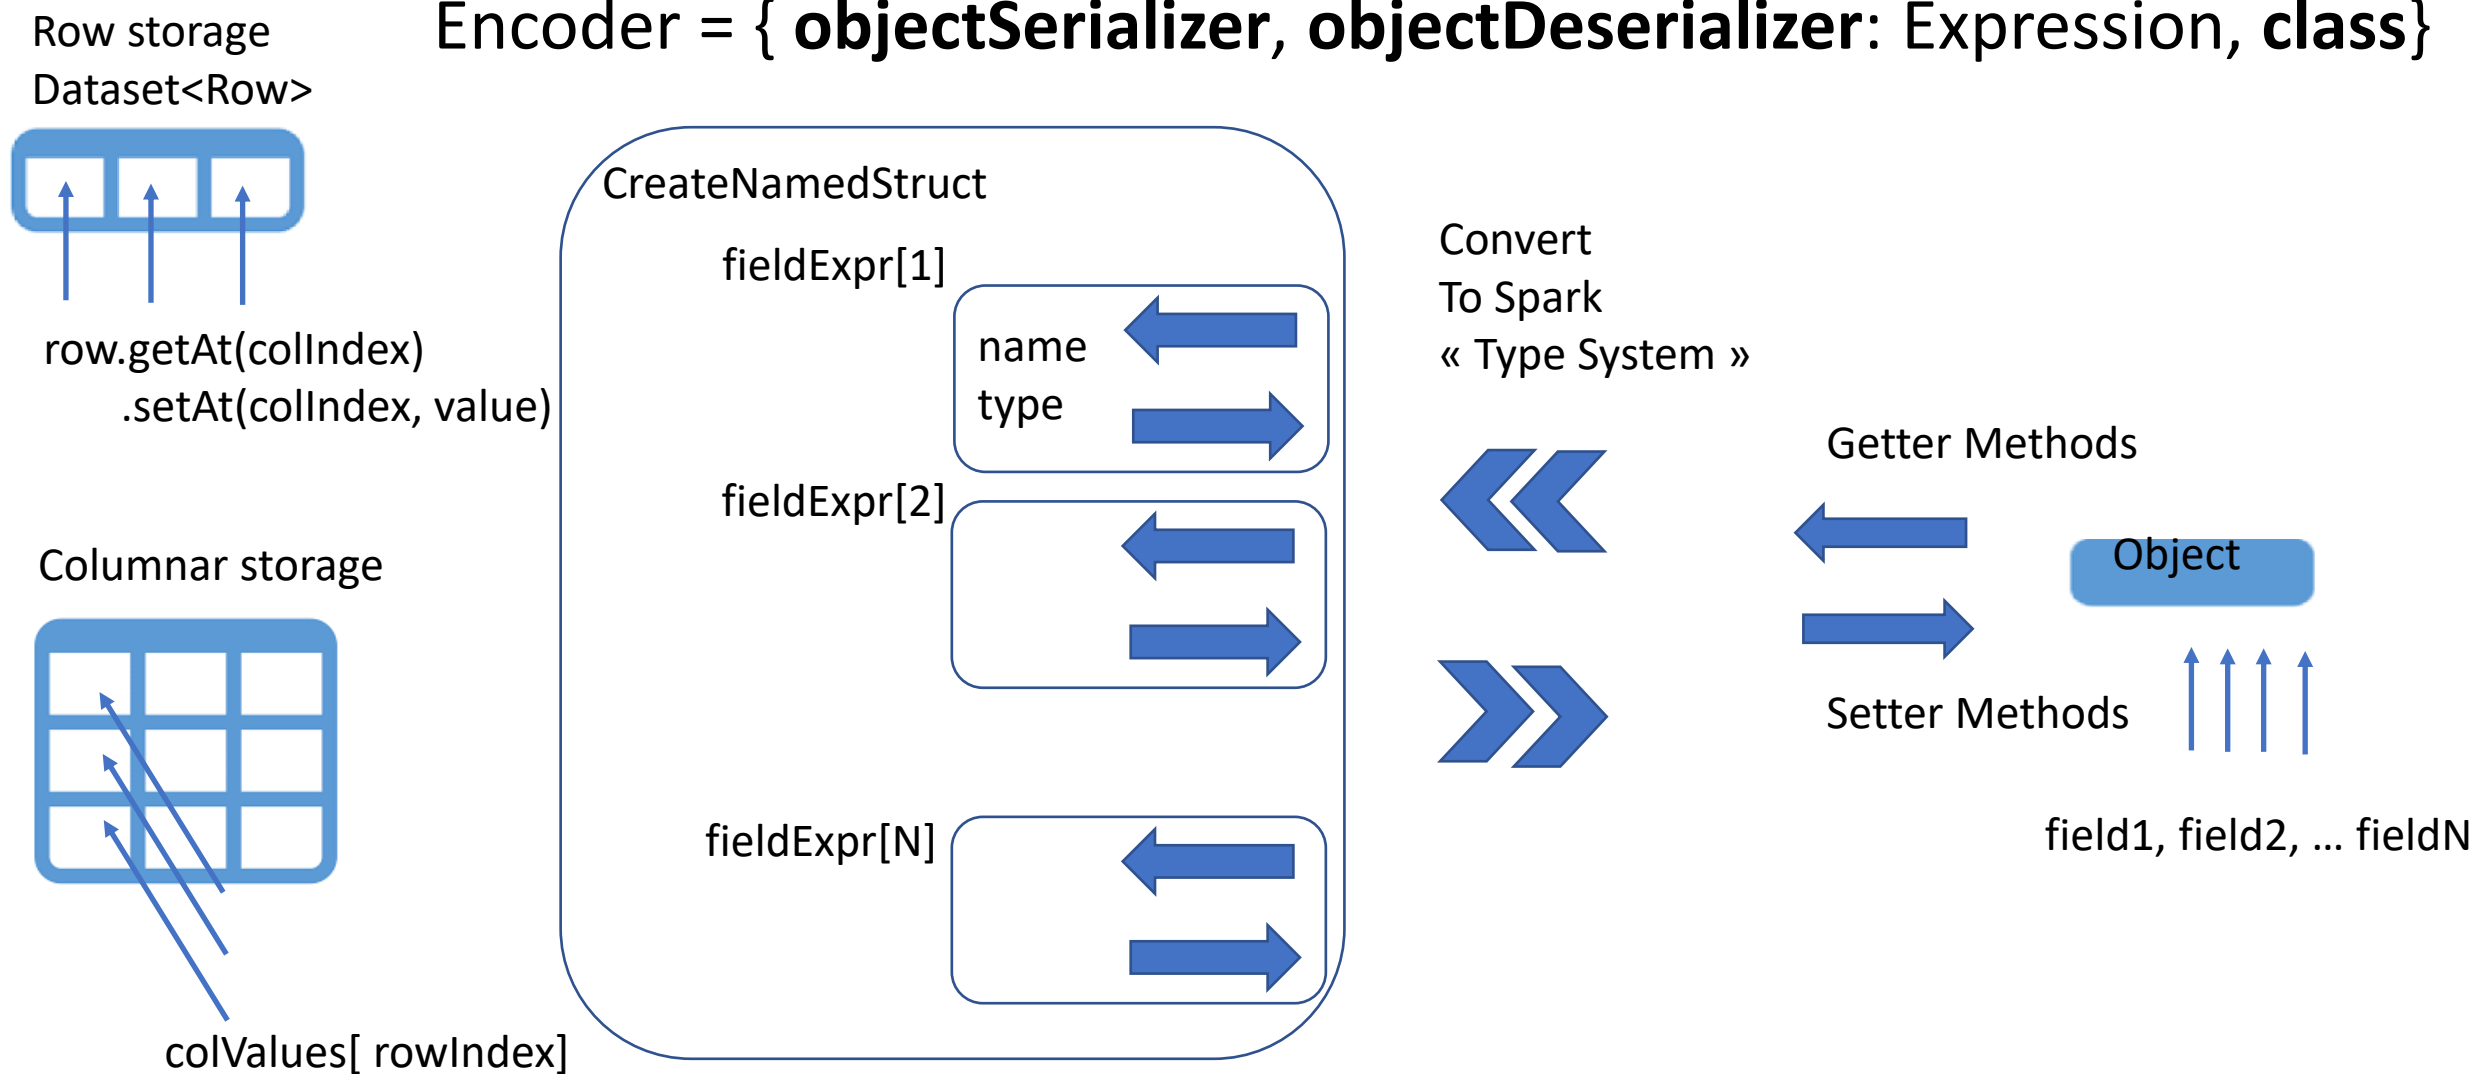 Encoder = { objectSerializer, objectDeserializer: Expression, class}
Row storage
Dataset<Row>
row.getAt(colIndex)
.setAt(colIndex, value)
Columnar storage
colValues[ rowIndex]
CreateNamedStruct
fieldExpr[1]
name
type
fieldExpr[2]
fieldExpr[N]
Convert
To Spark
« Type System »
Getter Methods
Object
Setter Methods
field1, field2, ... fieldN